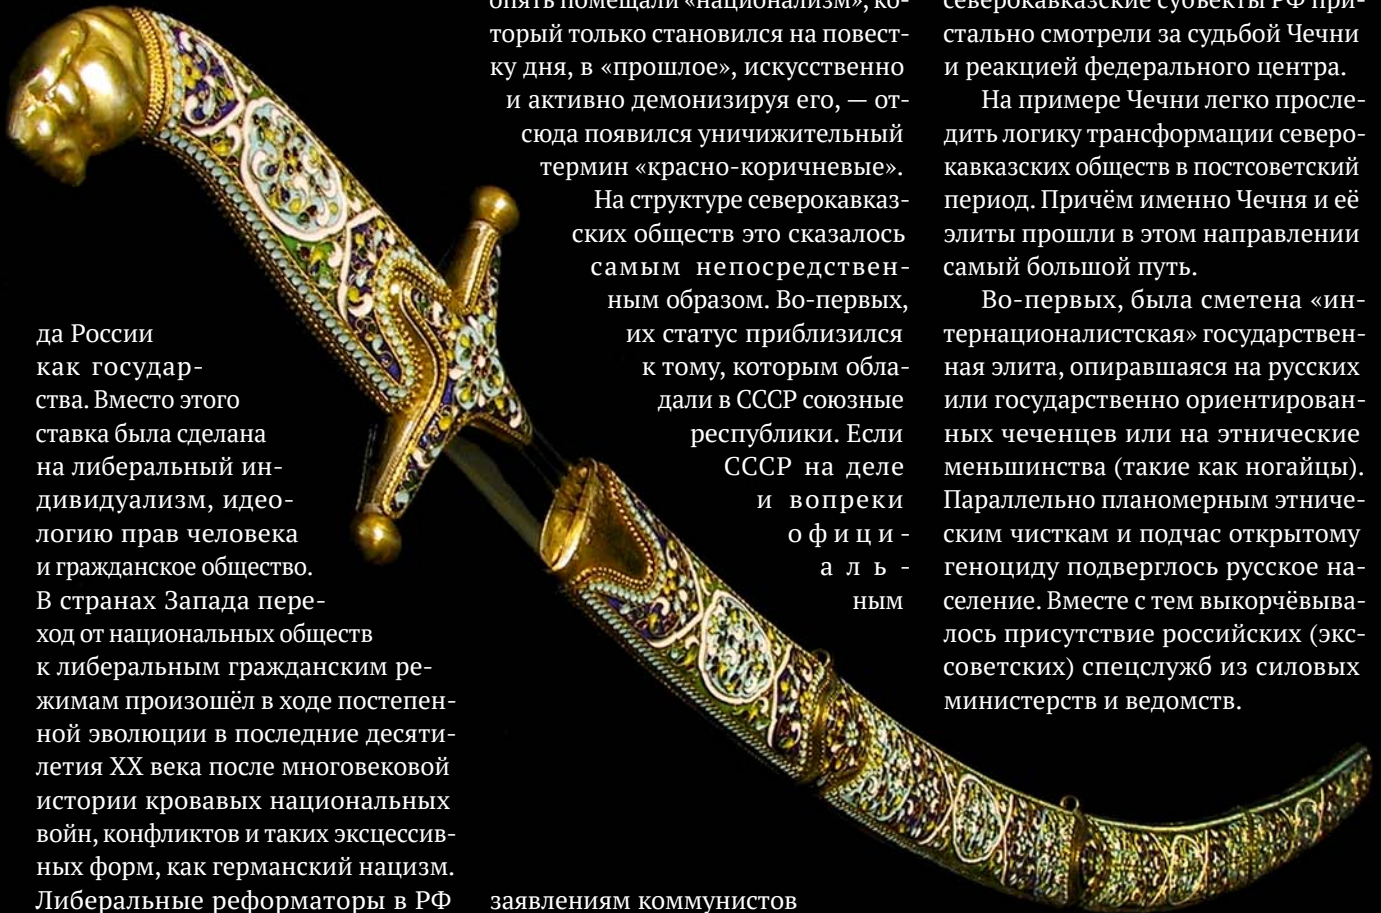 да России
как государ-
ства. Вместо этого
ставка была сделана
на либеральный ин-
дивидуализм, идео-
логию прав человека
и гражданское общество.
В странах Запада пере-
ход от национальных обществ
к либеральным гражданским ре-
жимам произошёл в ходе постепен-
ной эволюции в последние десяти-
летия XX века после многовековой
истории кровавых национальных
войн, конфликтов и таких эксцессив-
ных форм, как германский нацизм.
Либеральные реформаторы в РФ
опять помещали «национализм», ко-
торый только становился на повест-
ку дня, в «прошлое», искусственно
и активно демонизируя его, — от-
сюда появился уничижительный
термин «красно-коричневые».
На структуре северокавказ-
ских обществ это сказалось
самым непосредствен-
ным образом. Во-первых,
их статус приблизился
к тому, которым обла-
дали в СССР союзные
республики. Если
СССР на деле
и вопреки
офици-
аль-
ным
заявлениям коммунистов
северокавказские субъекты РФ при-
стально смотрели за судьбой Чечни
и реакцией федерального центра.
На примере Чечни легко просле-
дить логику трансформации северо-
кавказских обществ в постсоветский
период. Причём именно Чечня и её
элиты прошли в этом направлении
самый большой путь.
Во-первых, была сметена «ин-
тернационалистская» государствен-
ная элита, опиравшаяся на русских
или государственно ориентирован-
ных чеченцев или на этнические
меньшинства (такие как ногайцы).
Параллельно планомерным этниче-
ским чисткам и подчас открытому
геноциду подверглось русское на-
селение. Вместе с тем выкорчёвыва-
лось присутствие российских (экс-
советских) спецслужб из силовых
министерств и ведомств.